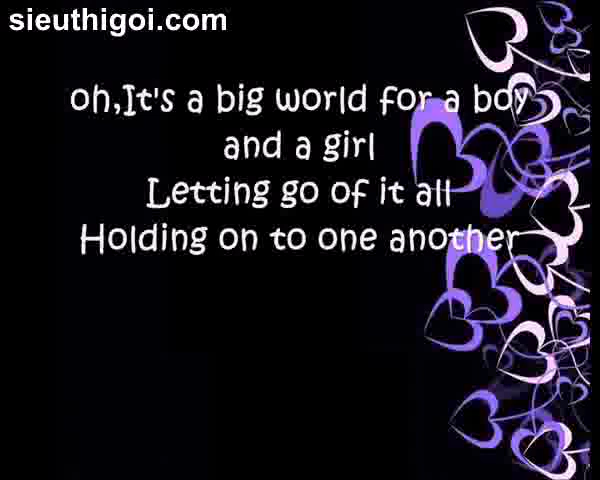 sieuthigoi.com
oh,It's a big world for a boy
and a girl
Letting go of it all
Holding on to one another